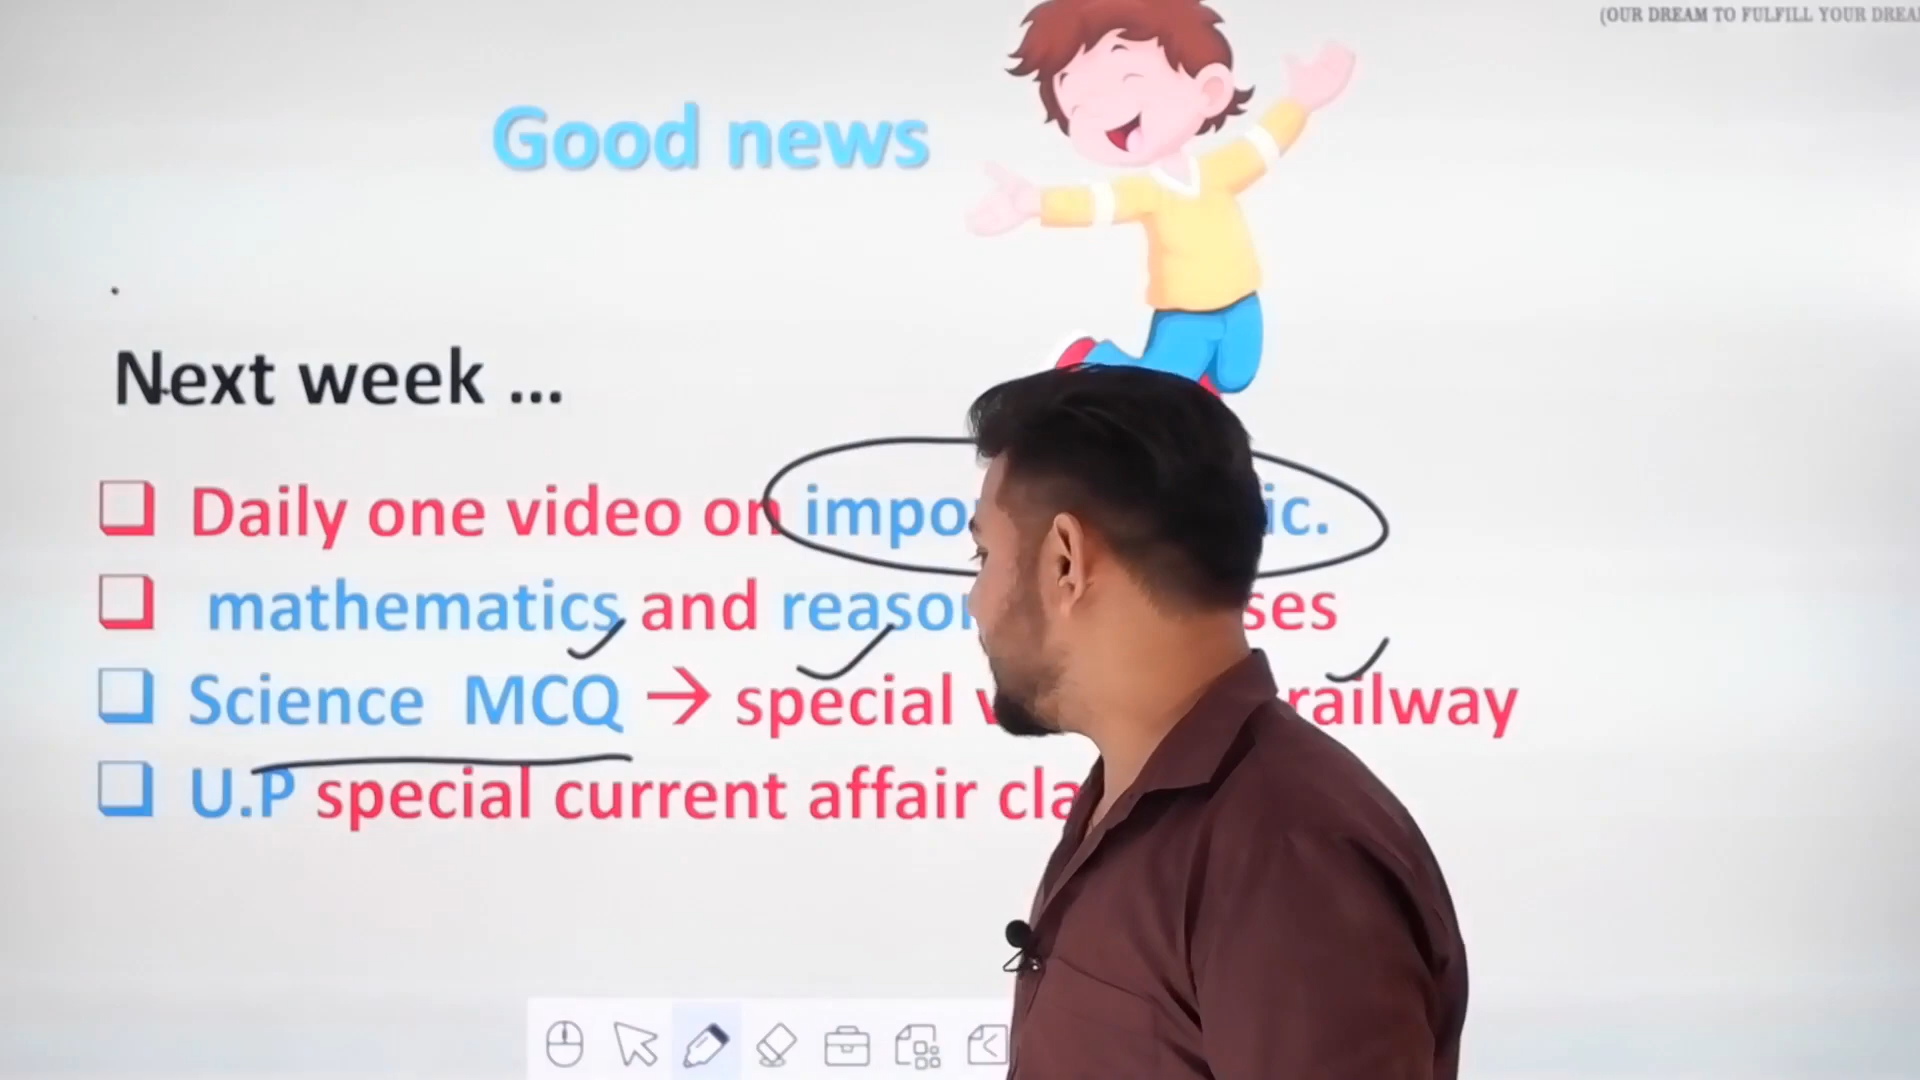 (OUR DREAM TO FULFILL YOUR DREA
Good news
Next week ...
Daily one video on impo ic.
mathematics and reason ses
Science MCQ → special v railway
U.P special current affair cla